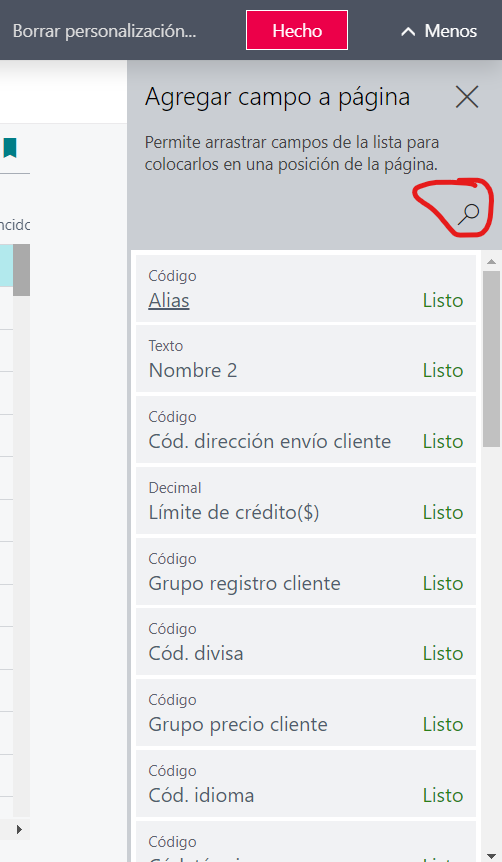 Borrar personalización...
Hecho
Menos
Agregar campo a página
Permite arrastrar campos de la lista para
colocarlos en una posición de la página.
Código
Alias
Listo
Texto
Nombre 2
Listo
Código
Cód. dirección envío cliente
Listo
Decimal
Límite de crédito($)
Listo
Código
Grupo registro cliente
Listo
Código
Cód. divisa
Listo
Código
Grupo precio cliente
Listo
Código
Cód. idioma
Listo
Código